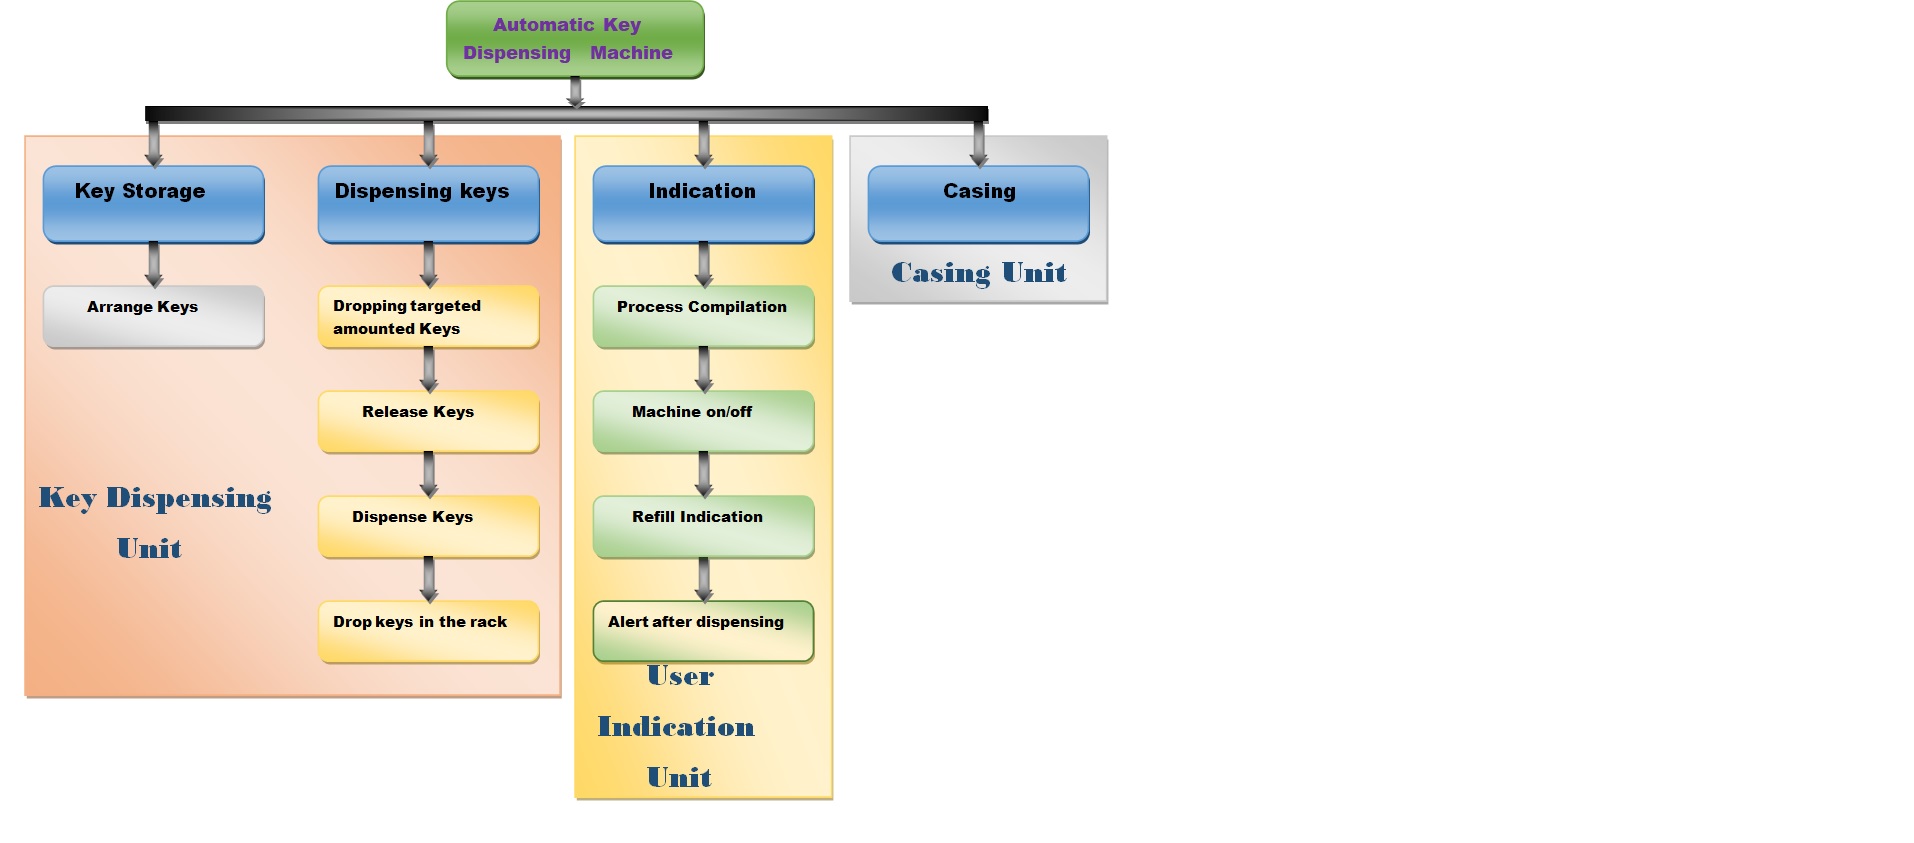 Automatic Key
Dispensing Machine
Key Storage
Dispensing keys
Indication
Casing
Casing Unit
Arrange Keys
Dropping targeted
amounted Keys
Process Compilation
Release Keys
Machine on/off
Key Dispensing
Unit
Dispense Keys
Refill Indication
Drop keys in the rack
Alert after dispensing
User
Indication
Unit